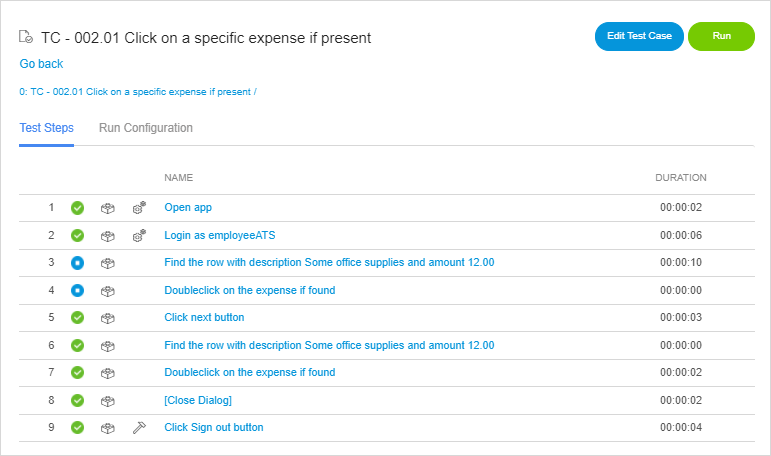 TC - 002.01 Click on a specific expense if present
Edit Test Case
Run
Go back
0: TC - 002.01 Click on a specific expense if present /
Test Steps Run Configuration
NAME DURATION
1 Open app 00:00:02
2 Login as employeeATS 00:00:06
3 Find the row with description Some office supplies and amount 12.00 00:00:10
4 Doubleclick on the expense if found 00:00:00
5 Click next button 00:00:03
6 Find the row with description Some office supplies and amount 12.00 00:00:00
7 Doubleclick on the expense if found 00:00:02
8 [Close Dialog] 00:00:02
9 Click Sign out button 00:00:04